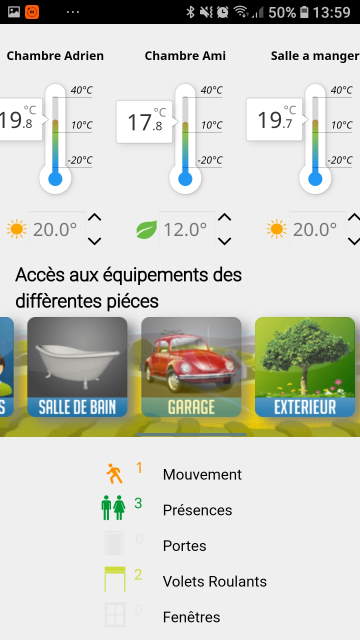 50% 13:59
Chambre Adrien Chambre Ami Salle a manger
40°C 40°C 40°C
19.8 °C 17.8 °C 19.7 °C
10°C 10°C 10°C
-20°C -20°C -20°C
20.0° 12.0° 20.0°
Accès aux équipements des
diffèrentes piéces
S SALLE DE BAIN GARAGE EXTERIEUR
1 Mouvement
3 Présences
0 Portes
2 Volets Roulants
0 Fenêtres